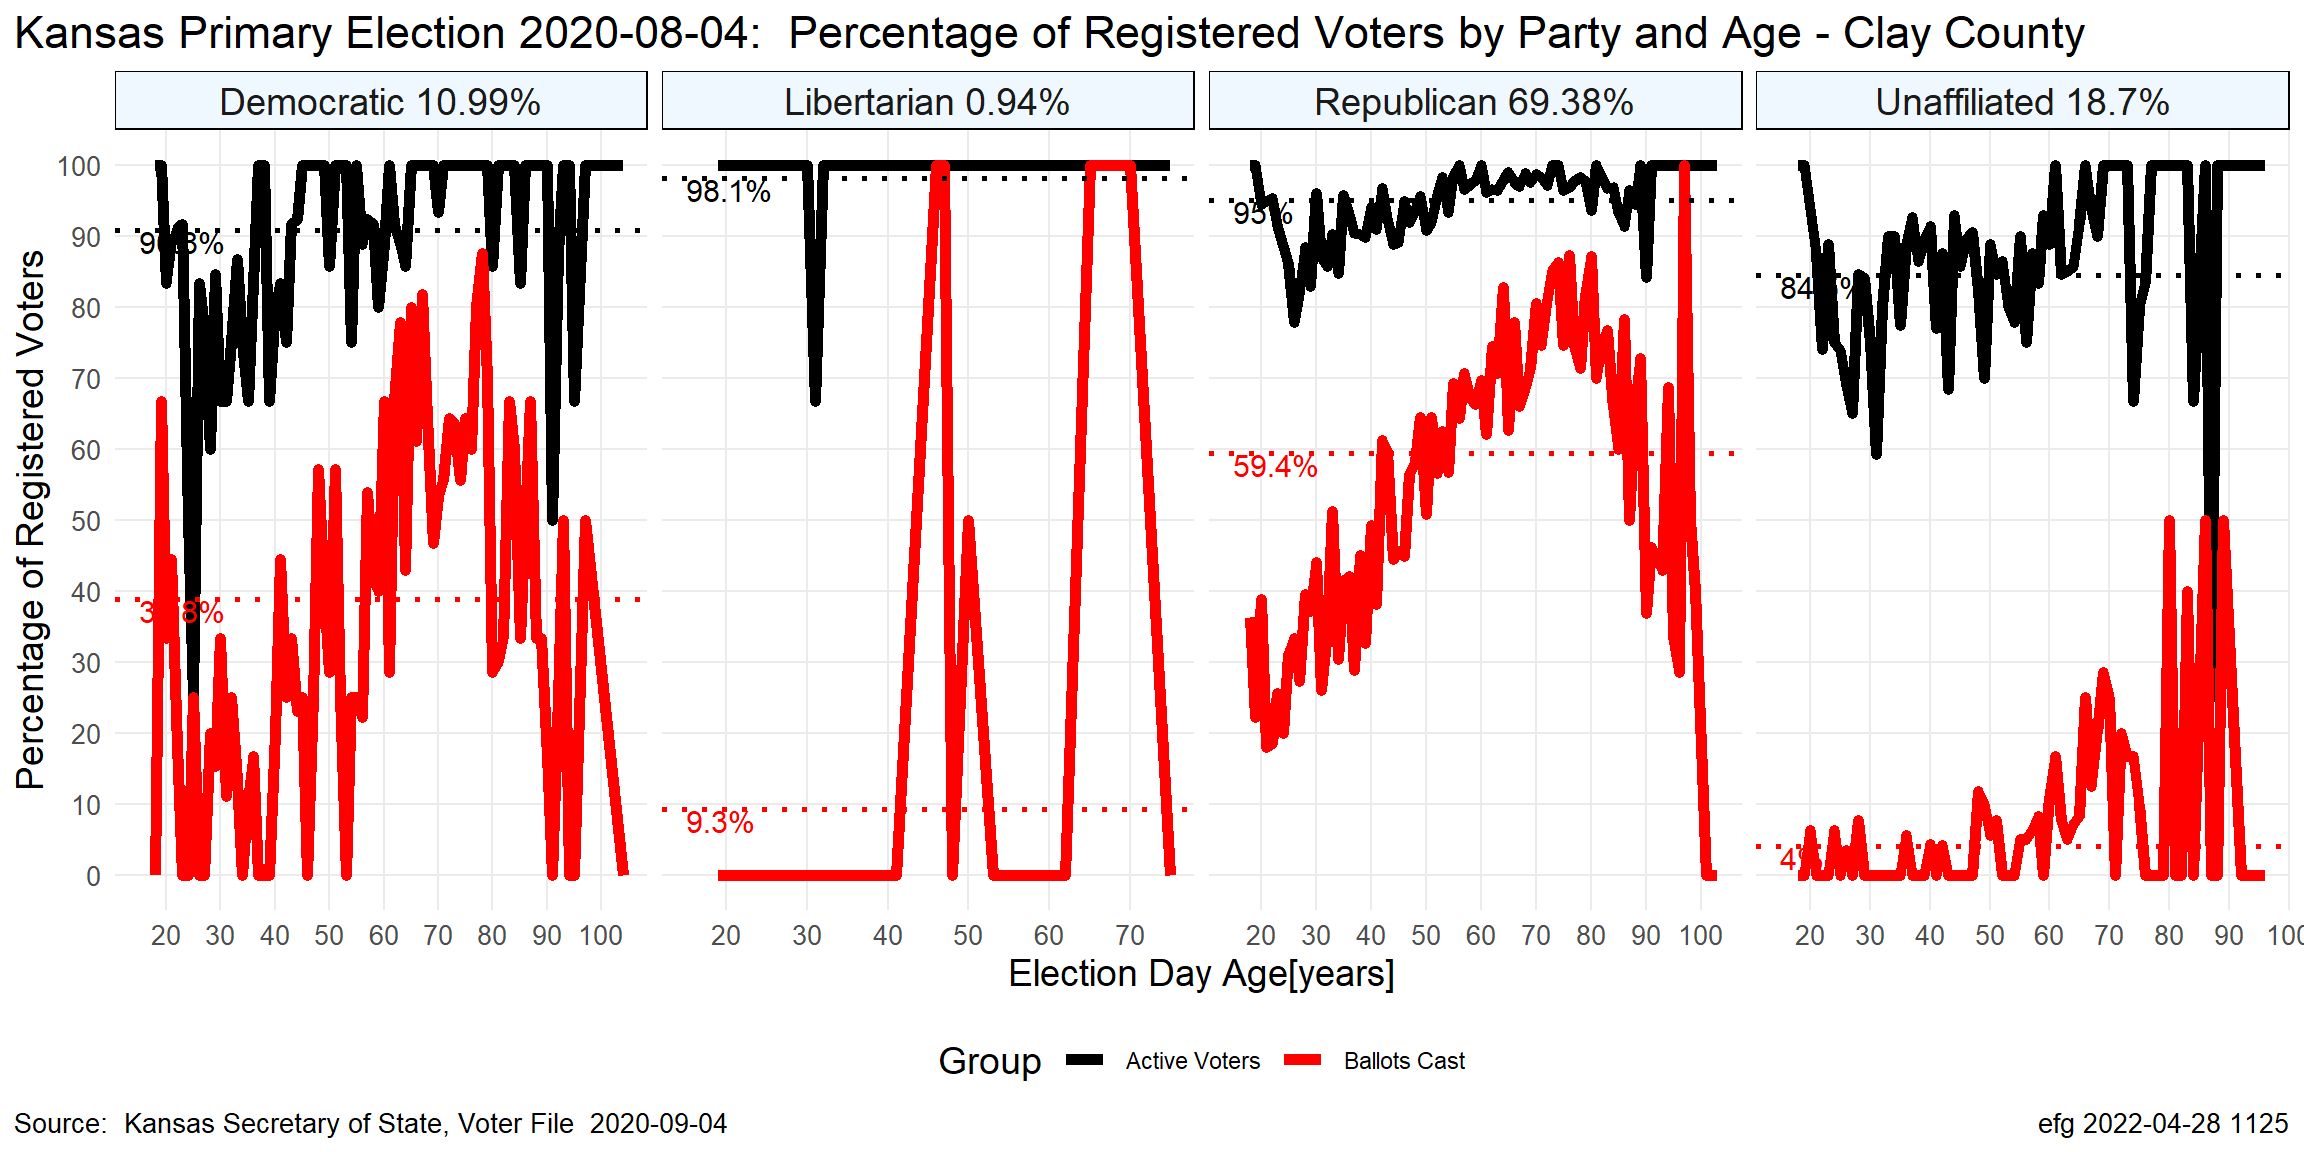 Kansas Primary Election 2020-08-04:  Percentage of Registered Voters by Party and Age - Clay County
Democratic 10.99%
Libertarian 0.94%
Republican 69.38%
Unaffiliated 18.7%
Percentage of Registered Voters
100
90
80
70
60
50
40
30
20
10
0
98.1%
9.3%
95%
59.4%
4%
20 30 40 50 60 70 80 90 100
20 30 40 50 60 70
20 30 40 50 60 70 80 90 100
20 30 40 50 60 70 80 90 100
Election Day Age[years]
Group Active Voters Ballots Cast
Source:  Kansas Secretary of State, Voter File  2020-09-04
efg 2022-04-28 1125